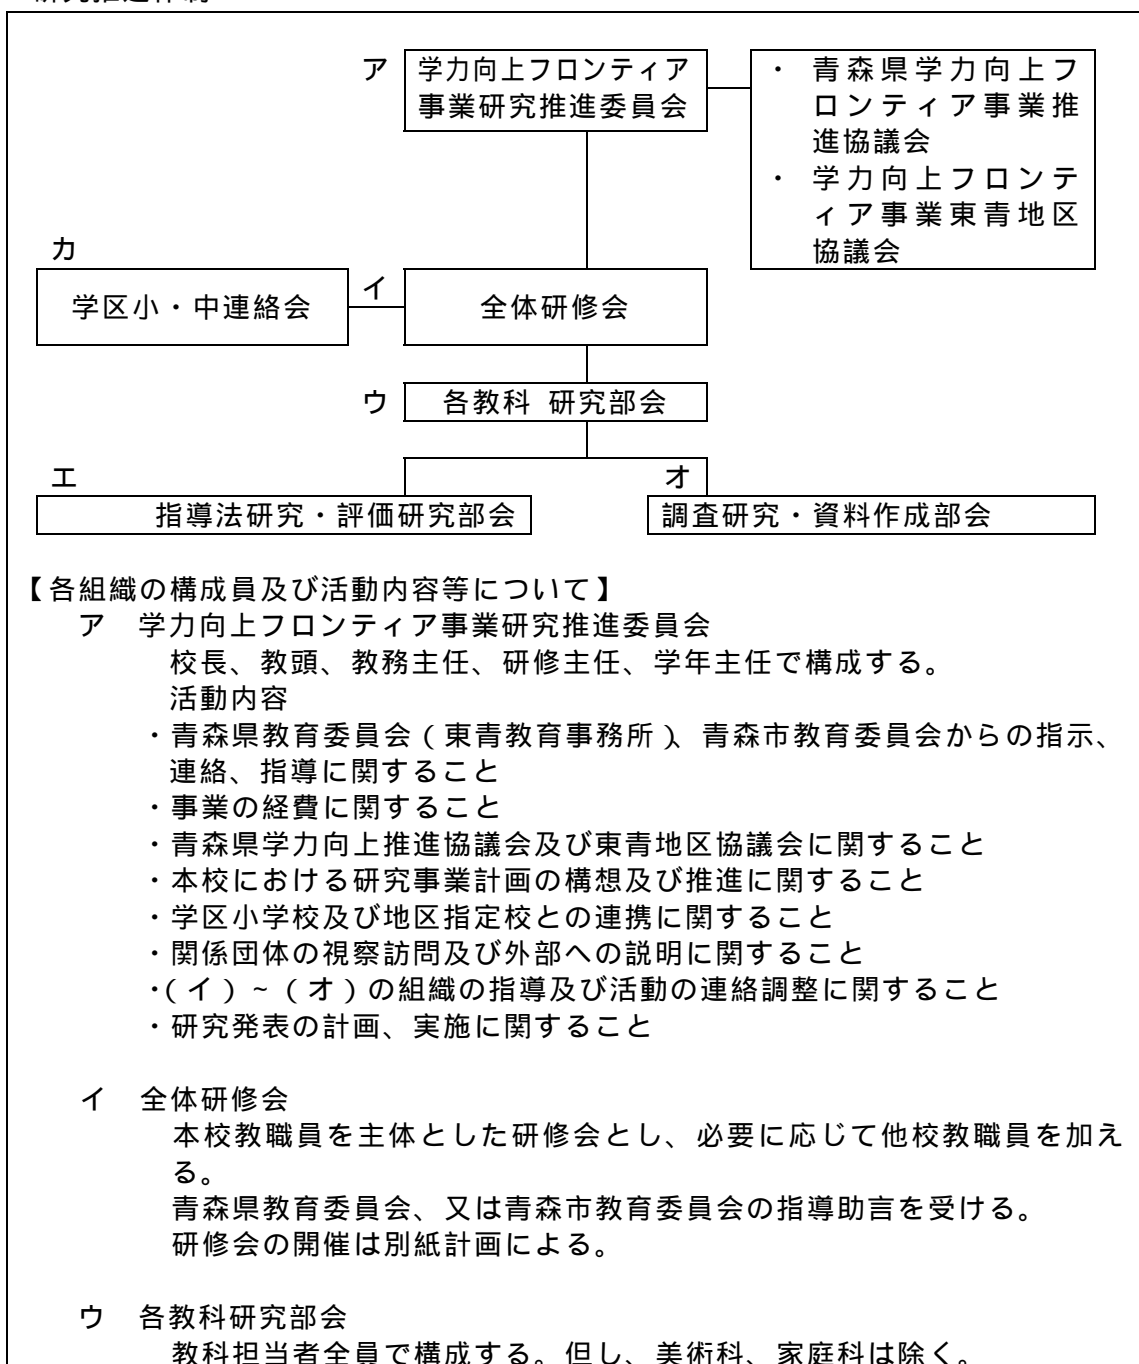 ア 学力向上フロンティア
事業研究推進委員会
・ 青森県学力向上フ
ロンティア事業推
進協議会
・ 学力向上フロンテ
ィア事業東青地区
協議会
カ
学区小・中連絡会
イ
全体研修会
ウ 各教科 研究部会
エ
指導法研究・評価研究部会
オ
調査研究・資料作成部会
【各組織の構成員及び活動内容等について】
ア 学力向上フロンティア事業研究推進委員会
校長、教頭、教務主任、研修主任、学年主任で構成する。
活動内容
・青森県教育委員会(東青教育事務所)、青森市教育委員会からの指示、
連絡、指導に関すること
・事業の経費に関すること
・青森県学力向上推進協議会及び東青地区協議会に関すること
・本校における研究事業計画の構想及び推進に関すること
・学区小学校及び地区指定校との連携に関すること
・関係団体の視察訪問及び外部への説明に関すること
・(イ)~(オ)の組織の指導及び活動の連絡調整に関すること
・研究発表の計画、実施に関すること
イ 全体研修会
本校教職員を主体とした研修会とし、必要に応じて他校教職員を加え
る。
青森県教育委員会、又は青森市教育委員会の指導助言を受ける。
研修会の開催は別紙計画による。
ウ 各教科研究部会
教科担当者全員で構成する。但し、美術科、家庭科は除く。